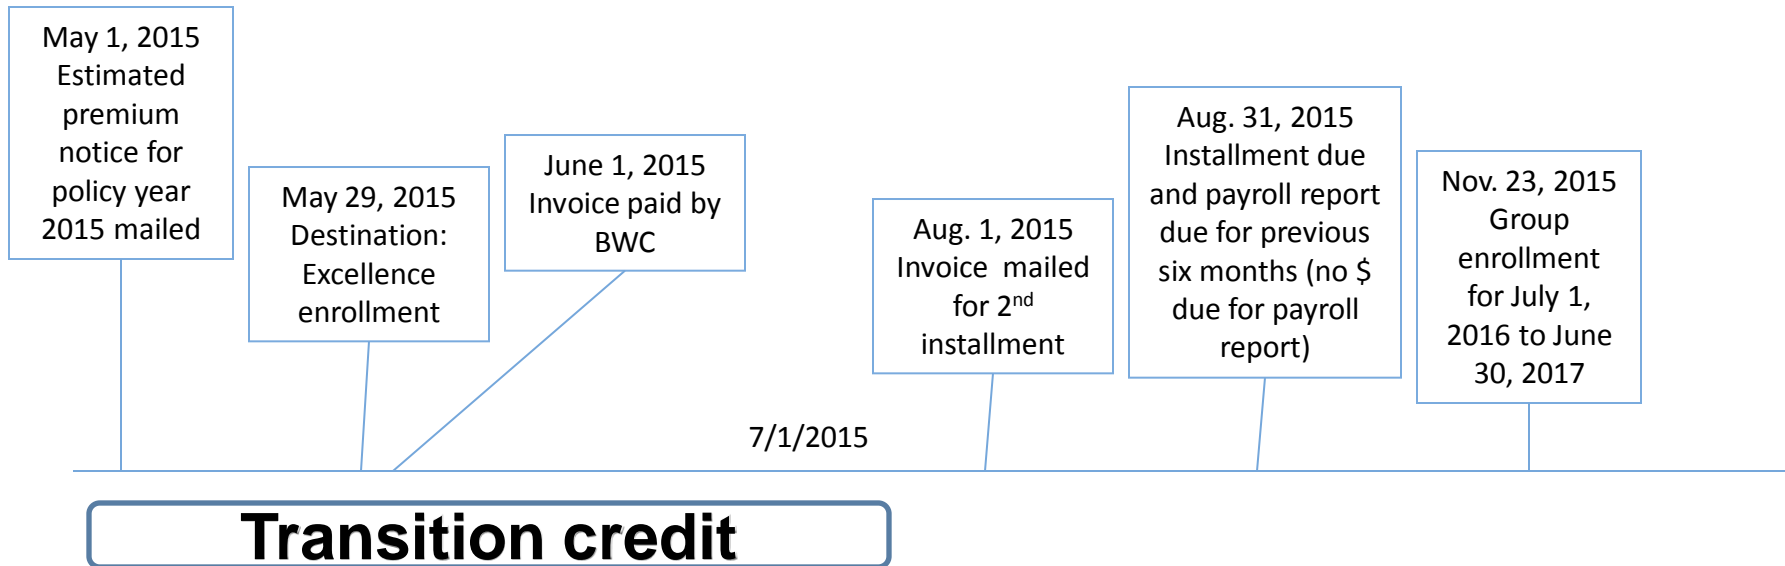 May 1, 2015
Estimated
premium
notice for
policy year
2015 mailed
May 29, 2015
Destination:
Excellence
enrollment
June 1, 2015
Invoice paid by
BWC
Aug. 1, 2015
Invoice mailed
for 2nd
installment
Aug. 31, 2015
Installment due
and payroll report
due for previous
six months (no $
due for payroll
report)
Nov. 23, 2015
Group
enrollment
for July 1,
2016 to June
30, 2017
7/1/2015
Transition credit